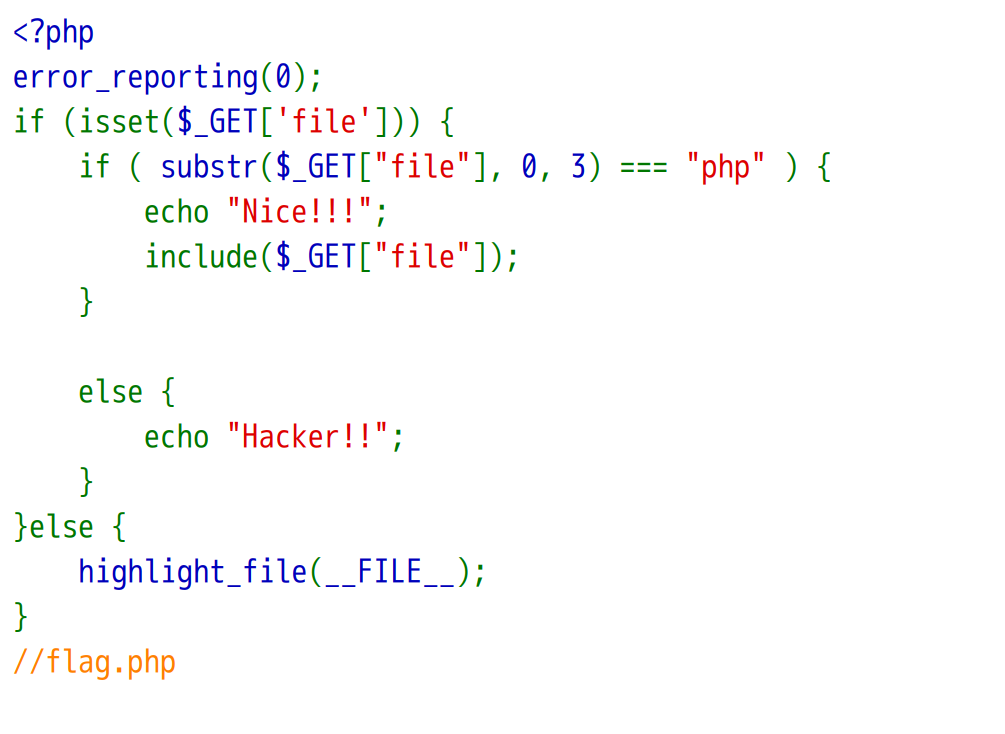 <?php
error_reporting(0);
if (isset($_GET['file'])) {
    if ( substr($_GET["file"], 0, 3) === "php" ) {
        echo "Nice!!!";
        include($_GET["file"]);
    }

    else {
        echo "Hacker!!";
    }
}else {
    highlight_file(__FILE__);
}
//flag.php